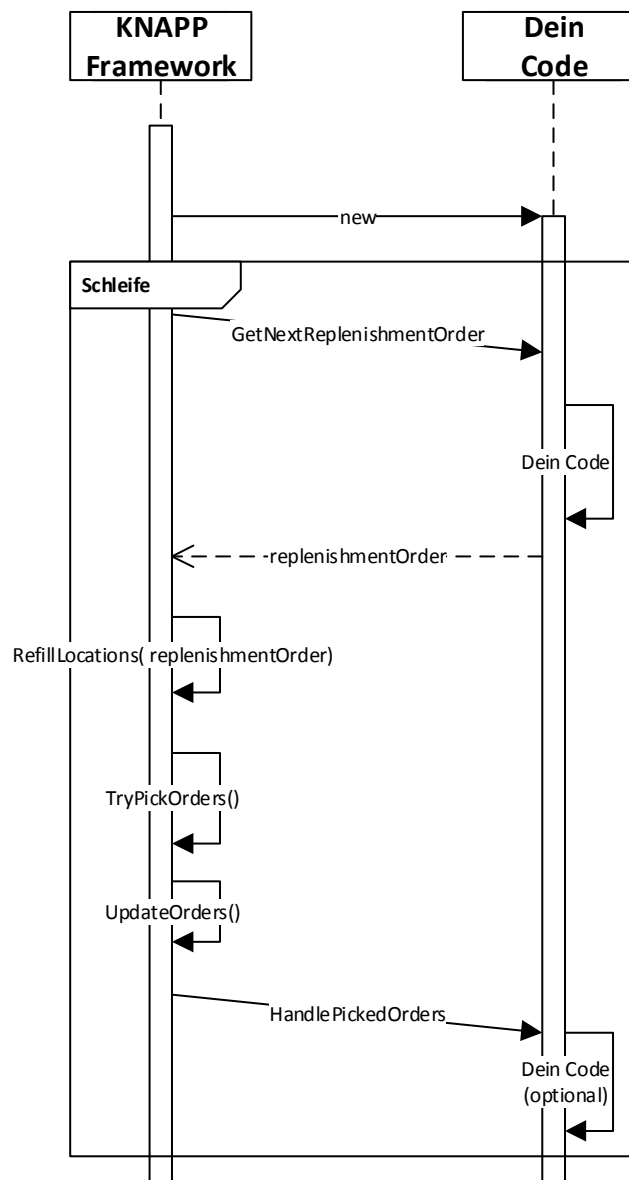 KNAPP
Framework
Dein
Code
new
Schleife
GetNextReplenishmentOrder
Dein Code
replenishmentOrder
RefillLocations( replenishmentOrder)
TryPickOrders()
UpdateOrders()
HandlePickedOrders
Dein Code
(optional)